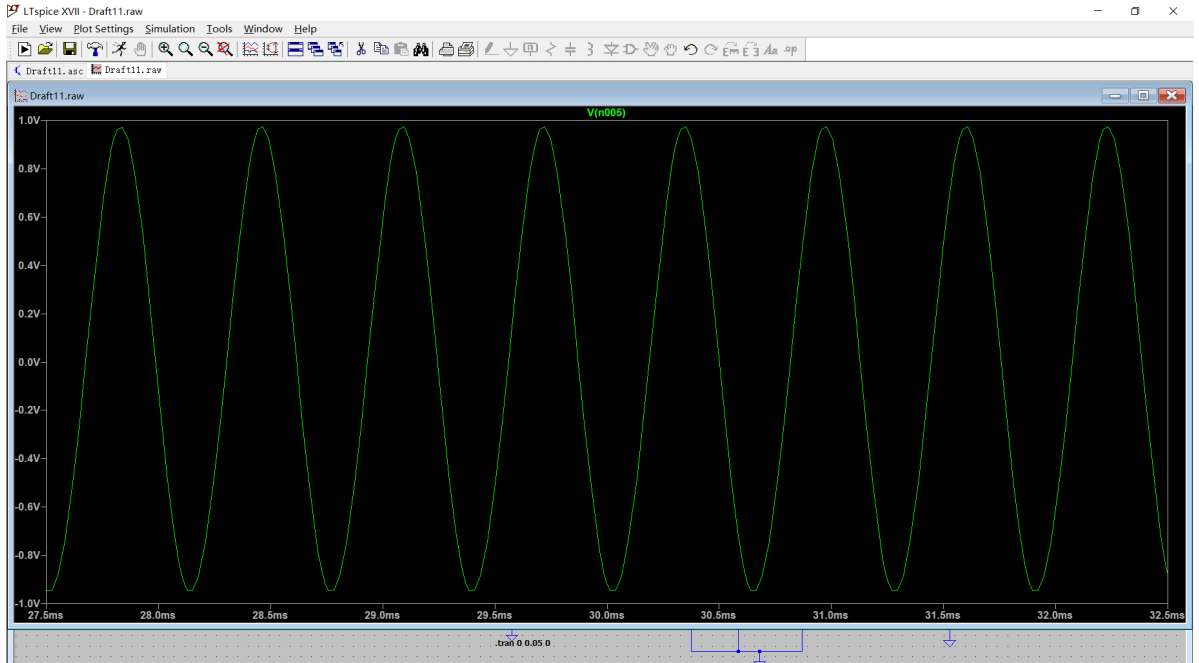 LTspice XVII - Draft11.raw
File View Plot Settings Simulation Tools Window Help
Draft11.asc Draft11.raw
Draft11.raw
V(n005)
1.0V
0.8V
0.6V
0.4V
0.2V
0.0V
-0.2V
-0.4V
-0.6V
-0.8V
-1.0V
27.5ms 28.0ms 28.5ms 29.0ms 29.5ms 30.0ms 30.5ms 31.0ms 31.5ms 32.0ms 32.5ms
.tran 0 0.05 0